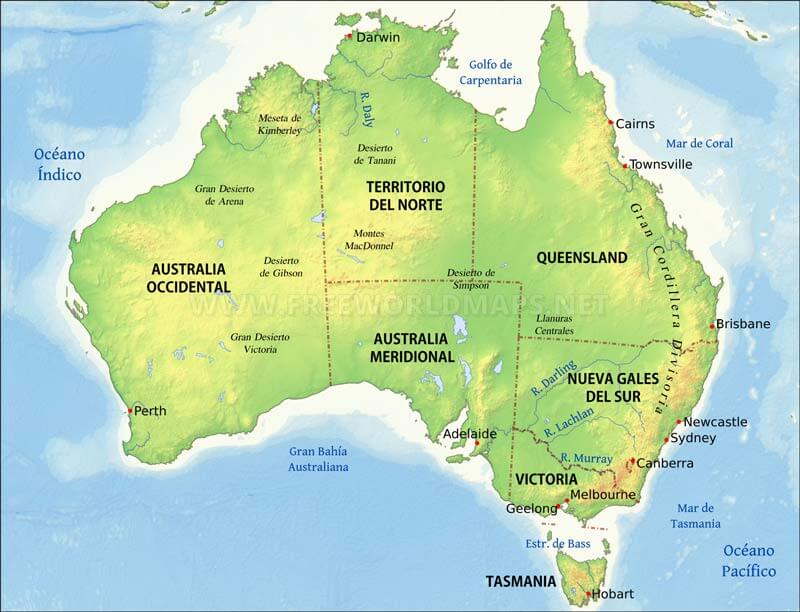 Darwin
Golfo de
Carpentaria
R. Daly
Meseta de
Kimberley
Cairns
Mar de Coral
Océano
Índico
Desierto
de Tanani
Townsville
Gran Desierto
de Arena
TERRITORIO
DEL NORTE
Gran Cordillera Divisoria
Montes
MacDonnel
QUEENSLAND
AUSTRALIA
OCCIDENTAL
Desierto
de Gibson
Desierto de
Simpson
WWW.FREEWORLDMAPS.NET
Llanuras
Centrales
Brisbane
Gran Desierto
Victoria
AUSTRALIA
MERIDIONAL
R. Darling
NUEVA GALES
DEL SUR
Perth
R. Lachlan
Newcastle
Adelaide
Sydney
Gran Bahía
Australiana
R. Murray
Canberra
VICTORIA
Melbourne
Geelong
Mar de
Tasmania
Estr. de Bass
Océano
Pacífico
TASMANIA
Hobart